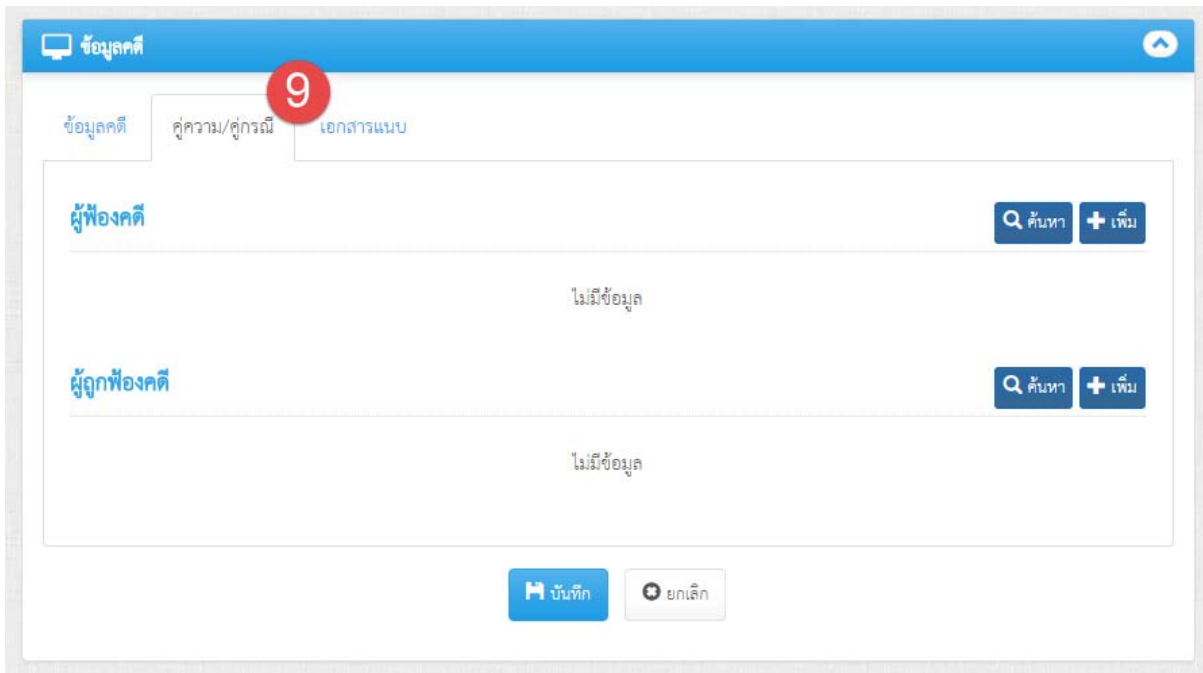 ข้อมูลคดี
9
ข้อมูลคดี คู่ความ/คู่กรณี เอกสารแนบ
ผู้ฟ้องคดี ค้นหา เพิ่ม
ไม่มีข้อมูล
ผู้ถูกฟ้องคดี ค้นหา เพิ่ม
ไม่มีข้อมูล
บันทึก ยกเลิก